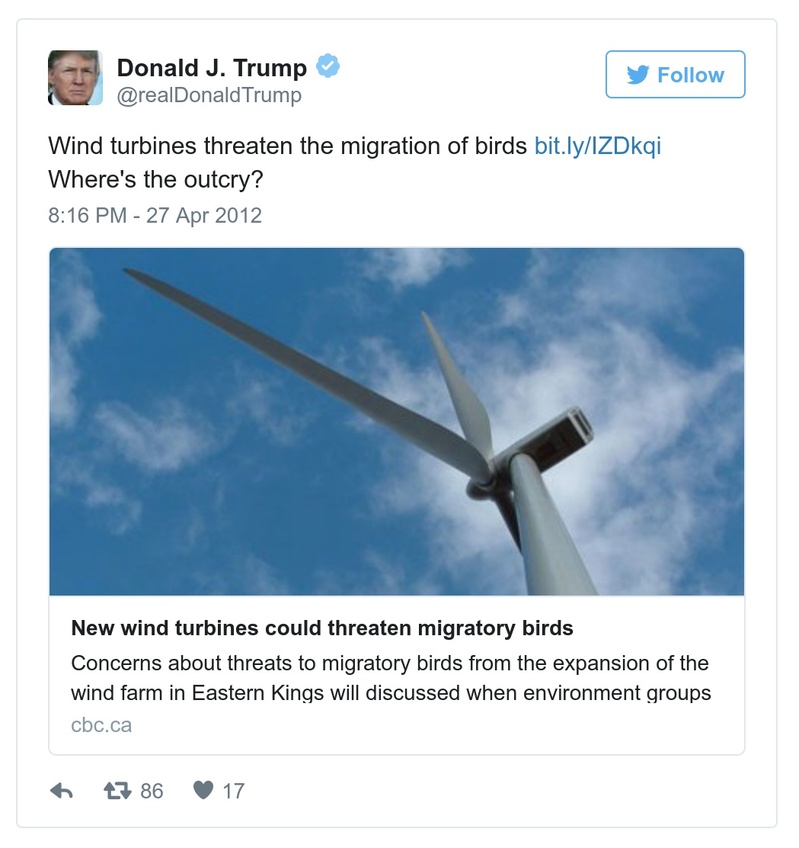 Donald J. Trump
@realDonaldTrump
Follow
Wind turbines threaten the migration of birds bit.ly/IZDkqi
Where's the outcry?
8:16 PM - 27 Apr 2012
New wind turbines could threaten migratory birds
Concerns about threats to migratory birds from the expansion of the
wind farm in Eastern Kings will discussed when environment groups
cbc.ca
86
17